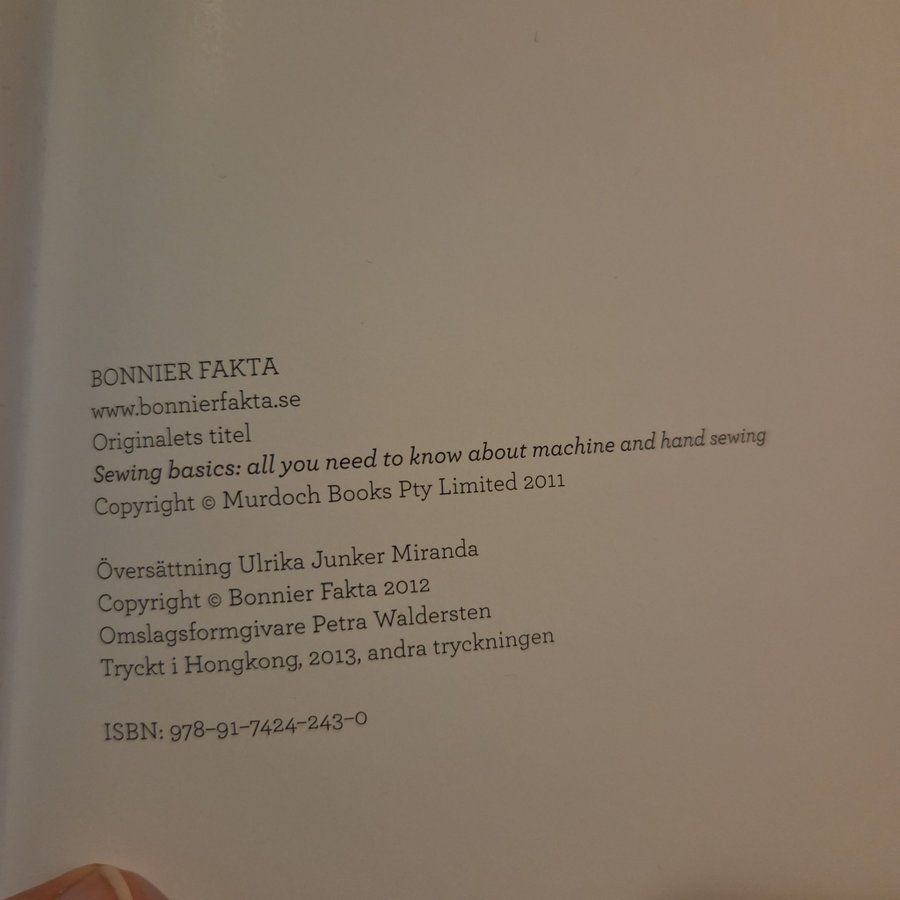 BONNIER FAKTA
www.bonnierfakta.se
Originalets titel
Sewing basics: all you need to know about machine and hand sewing
Copyright © Murdoch Books Pty Limited 2011
Översättning Ulrika Junker Miranda
Copyright © Bonnier Fakta 2012
Omslagsformgivare Petra Waldersten
Tryckt i Hongkong, 2013, andra tryckningen
ISBN: 978-91-7424-243-0